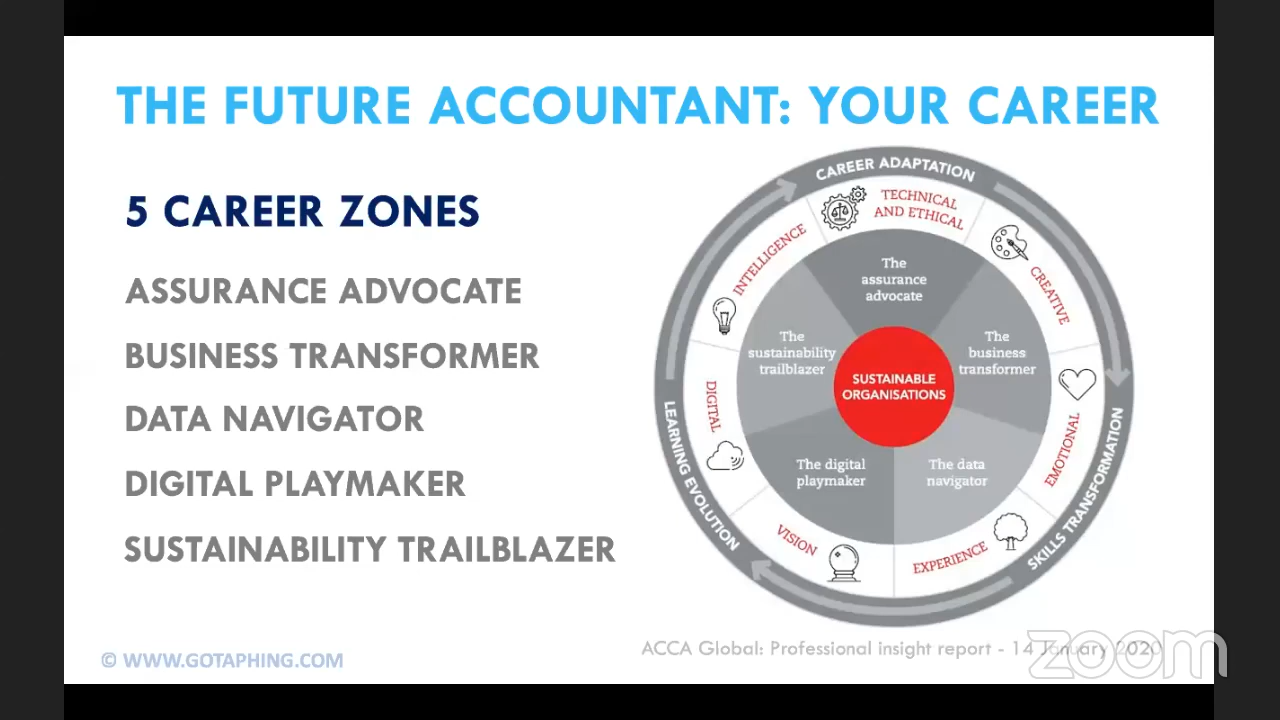 THE FUTURE ACCOUNTANT: YOUR CAREER
5 CAREER ZONES
ASSURANCE ADVOCATE
BUSINESS TRANSFORMER
DATA NAVIGATOR
DIGITAL PLAYMAKER
SUSTAINABILITY TRAILBLAZER
CAREER ADAPTATION
SKILLS TRANSFORMATION
LEARNING EVOLUTION
TECHNICAL
AND ETHICAL
CREATIVE
EMOTIONAL
EXPERIENCE
VISION
DIGITAL
INTELLIGENCE
The
assurance
advocate
The
business
transformer
The data
navigator
The digital
playmaker
The
sustainability
trailblazer
SUSTAINABLE
ORGANISATIONS
© WWW.GOTAPHING.COM
ACCA Global: Professional insight report - 14 January 2020
zoom